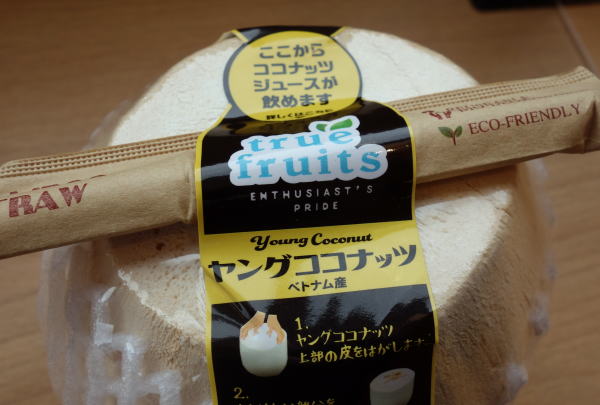 ここから
ココナッツ
ジュースが
飲めます
true
fruits
ENTHUSIAST'S
PRIDE
RAW
ECO-FRIENDLY
Young Coconut
ヤングココナッツ
ベトナム産
1.
ヤングココナッツ
上部の皮をはがします
2.